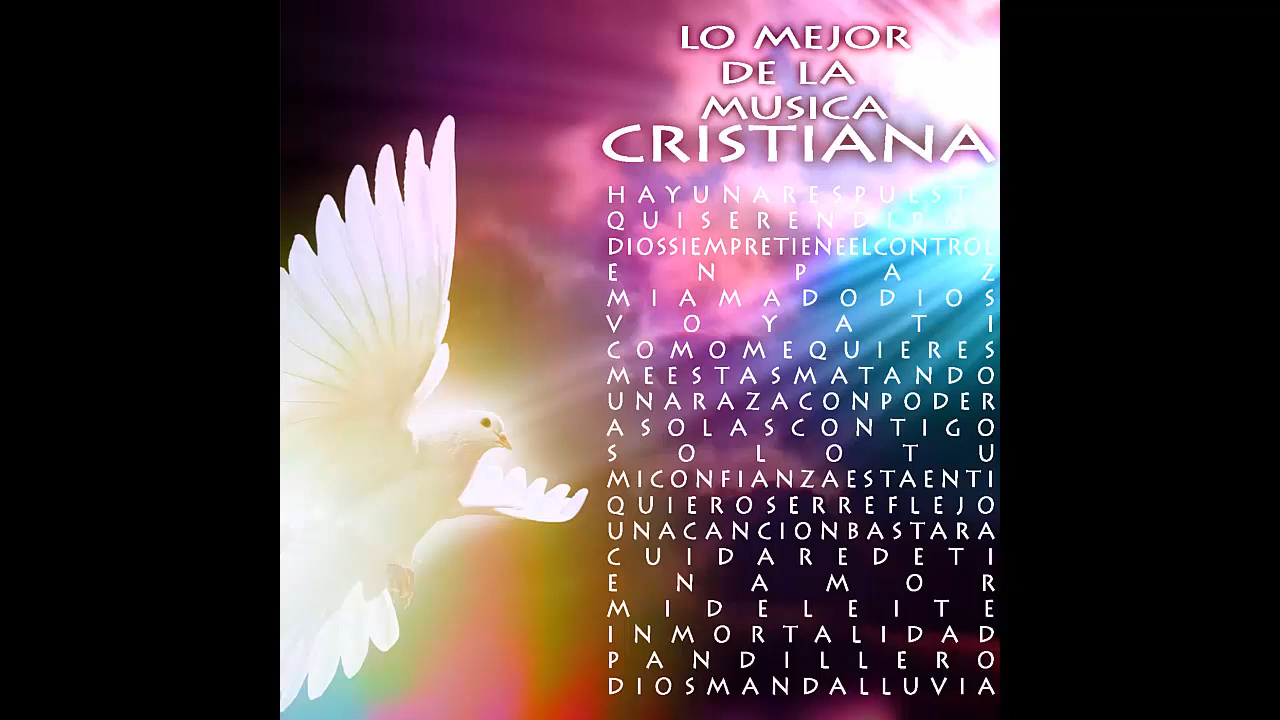 LO MEJOR
DE LA
MUSICA
CRISTIANA
HAYUNARESPUEST
QUISERENDIRM
DIOSSIEMPRETIENEELCONTROL
ENPAZ
MIAMADODIOS
VOYATI
COMOMEQUIERES
MEESTASMATANDO
UNARAZACONPODER
ASOLASCONTIGO
SOLOTU
MICONFIANZAESTAENTI
QUIEROSERREFLEJO
UNACANCIONBASTARA
CUIDAREDETI
ENAMOR
MIDELEITE
INMORTALIDAD
PANDILLERO
DIOSMANDALLUVIA